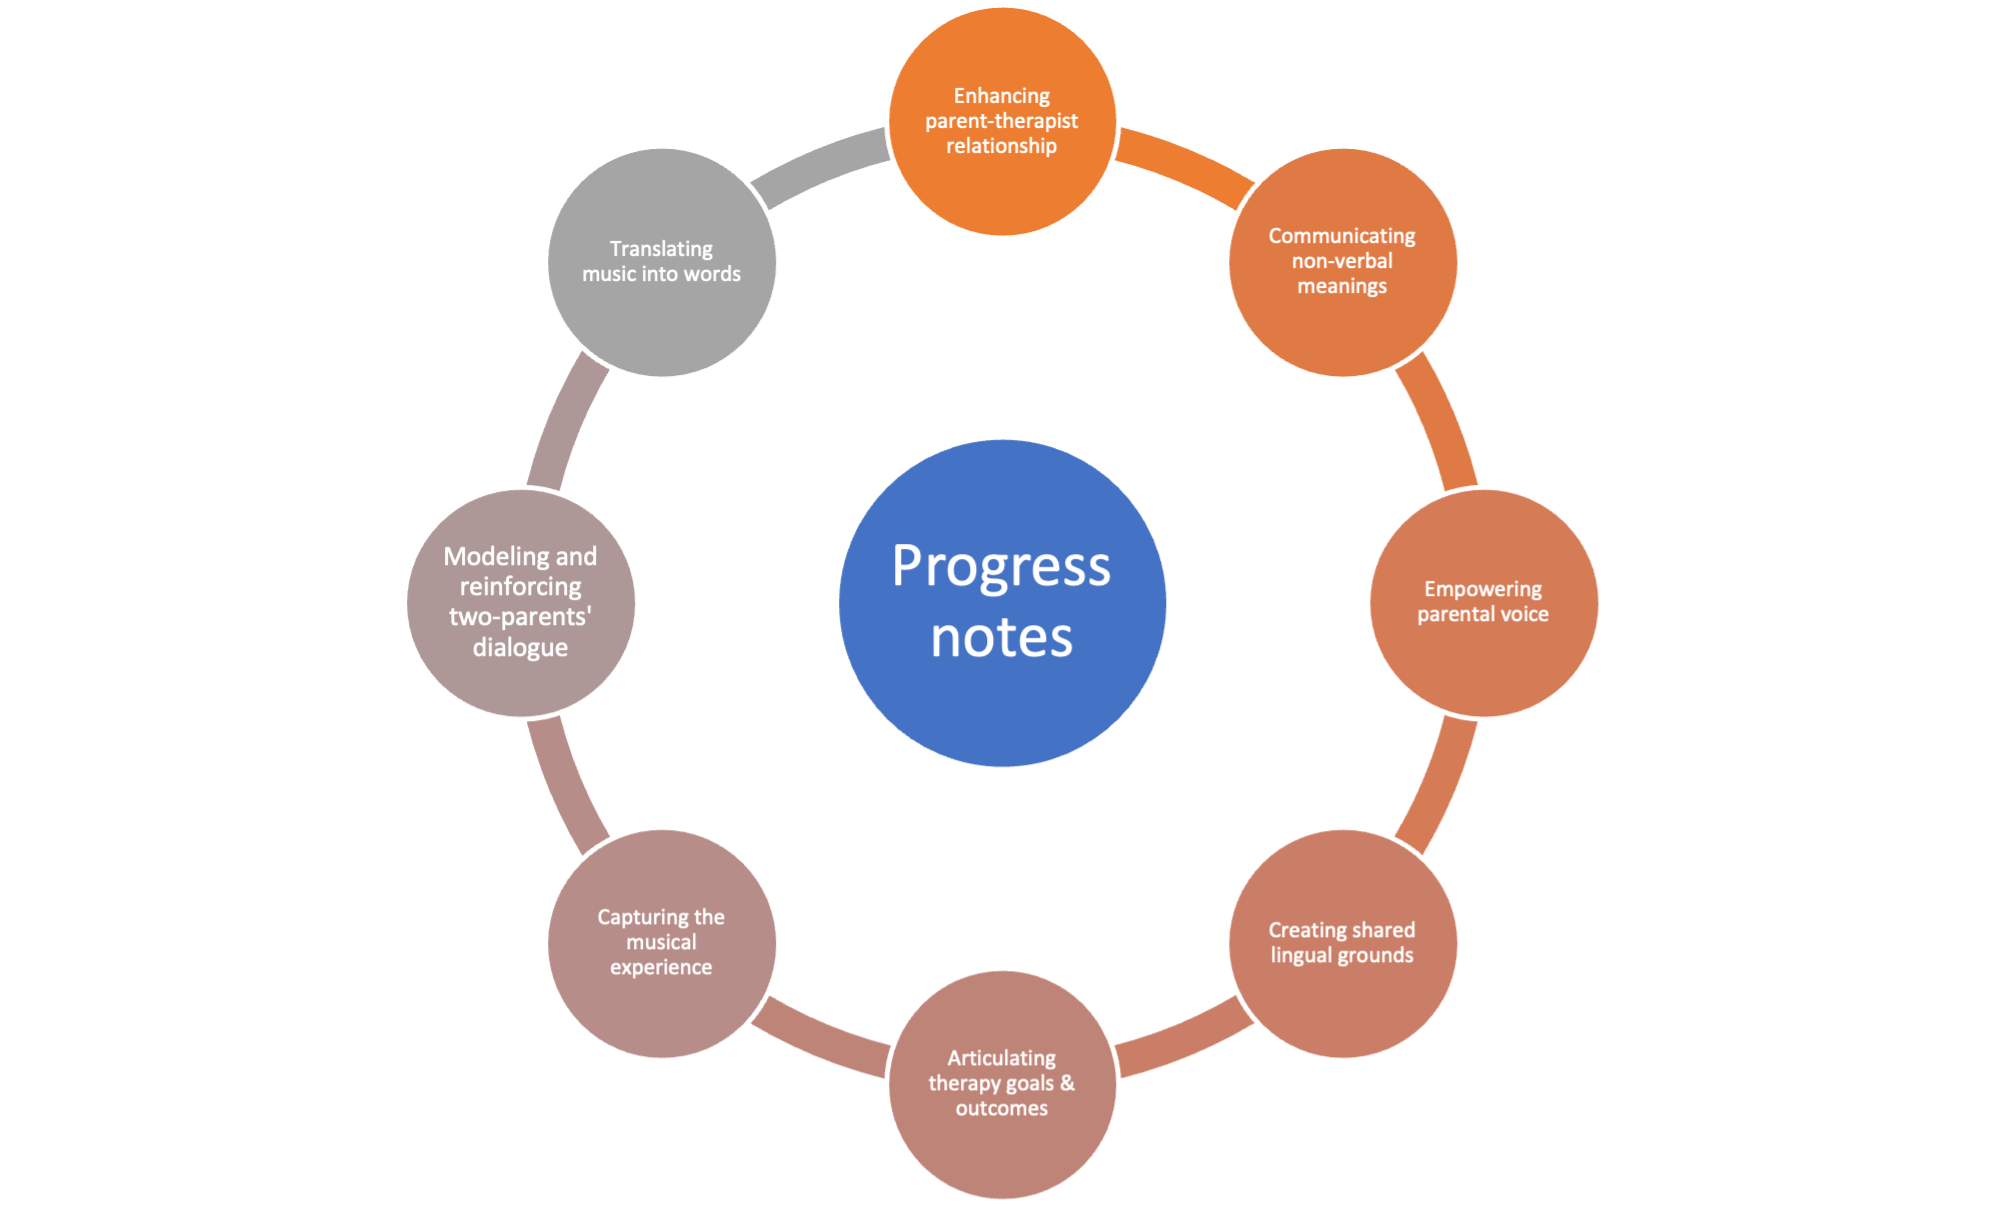 Enhancing
parent-therapist
relationship
Communicating
non-verbal
meanings
Empowering
parental voice
Creating shared
lingual grounds
Articulating
therapy goals &
outcomes
Capturing the
musical
experience
Modeling and
reinforcing
two-parents'
dialogue
Translating
music into words
Progress
notes